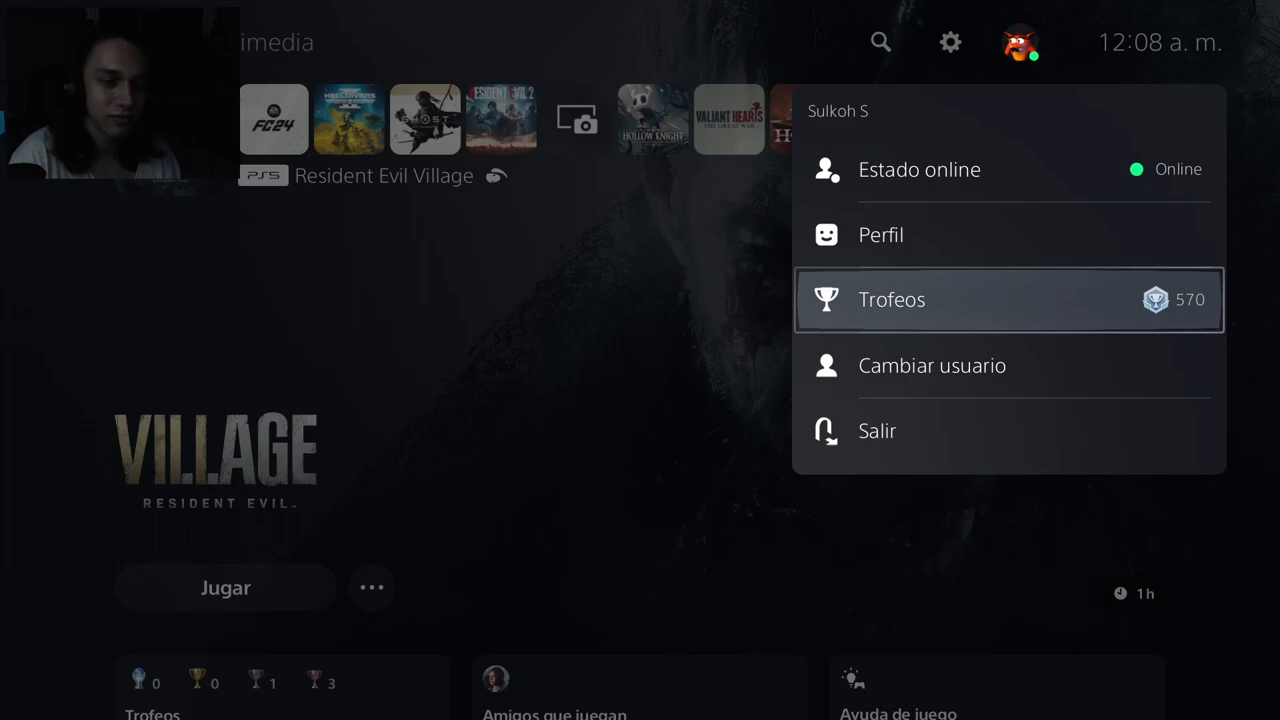 imedia
12:08 a. m.
FC24
HELLDIVERS
GHOST
RESIDENT EVIL 2
HOLLOW KNIGHT
VALIANT HEARTS
THE GREAT WAR
PS5 Resident Evil Village
Sulkoh S
Estado online
Online
Perfil
Trofeos
570
Cambiar usuario
Salir
VILLAGE
RESIDENT EVIL
Jugar
1h
0 0 1 3
Trofeos
Amigos que juegan
Ayuda de juego